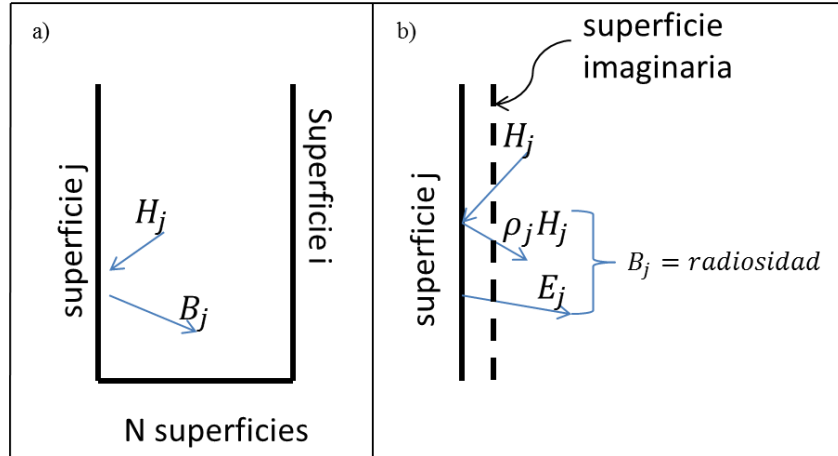 a)
superficie j
Superficie i
H_j
B_j
N superficies
b)
superficie
imaginaria
superficie j
H_j
ρ_j H_j
E_j
B_j = radiosidad